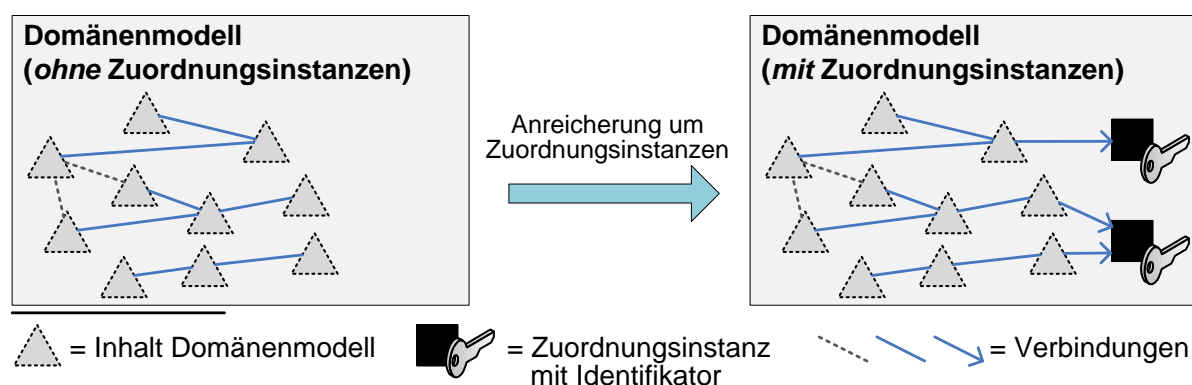 Domänenmodell
(ohne Zuordnungsinstanzen)
Anreicherung um
Zuordnungsinstanzen
Domänenmodell
(mit Zuordnungsinstanzen)
= Inhalt Domänenmodell
= Zuordnungsinstanz
mit Identifikator
= Verbindungen